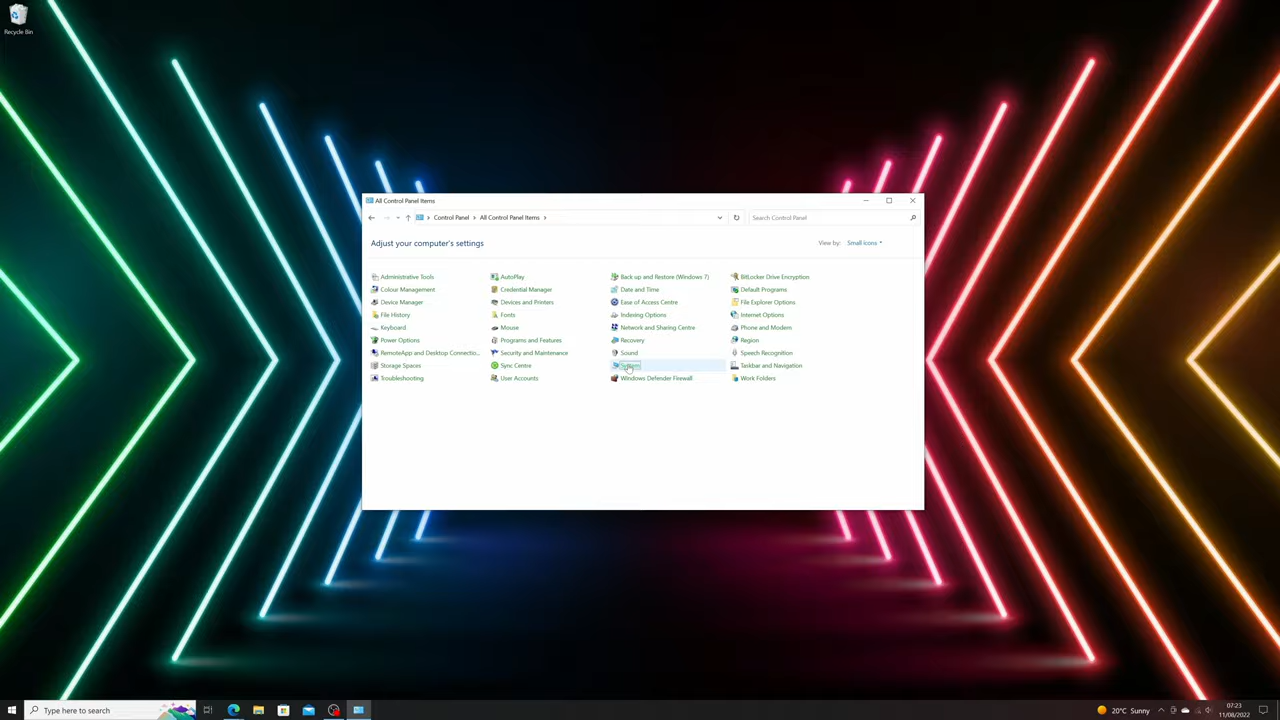 Recycle Bin
All Control Panel Items
Control Panel
All Control Panel Items
Search Control Panel
Adjust your computer's settings
View by: Small icons
Administrative Tools
AutoPlay
Back up and Restore (Windows 7)
BitLocker Drive Encryption
Colour Management
Credential Manager
Date and Time
Default Programs
Device Manager
Devices and Printers
Ease of Access Centre
File Explorer Options
File History
Fonts
Indexing Options
Internet Options
Keyboard
Mouse
Network and Sharing Centre
Phone and Modem
Power Options
Programs and Features
Recovery
Region
RemoteApp and Desktop Connectio...
Security and Maintenance
Sound
Speech Recognition
Storage Spaces
Sync Centre
System
Taskbar and Navigation
Troubleshooting
User Accounts
Windows Defender Firewall
Work Folders
Type here to search
20°C Sunny
07:23
11/08/2022